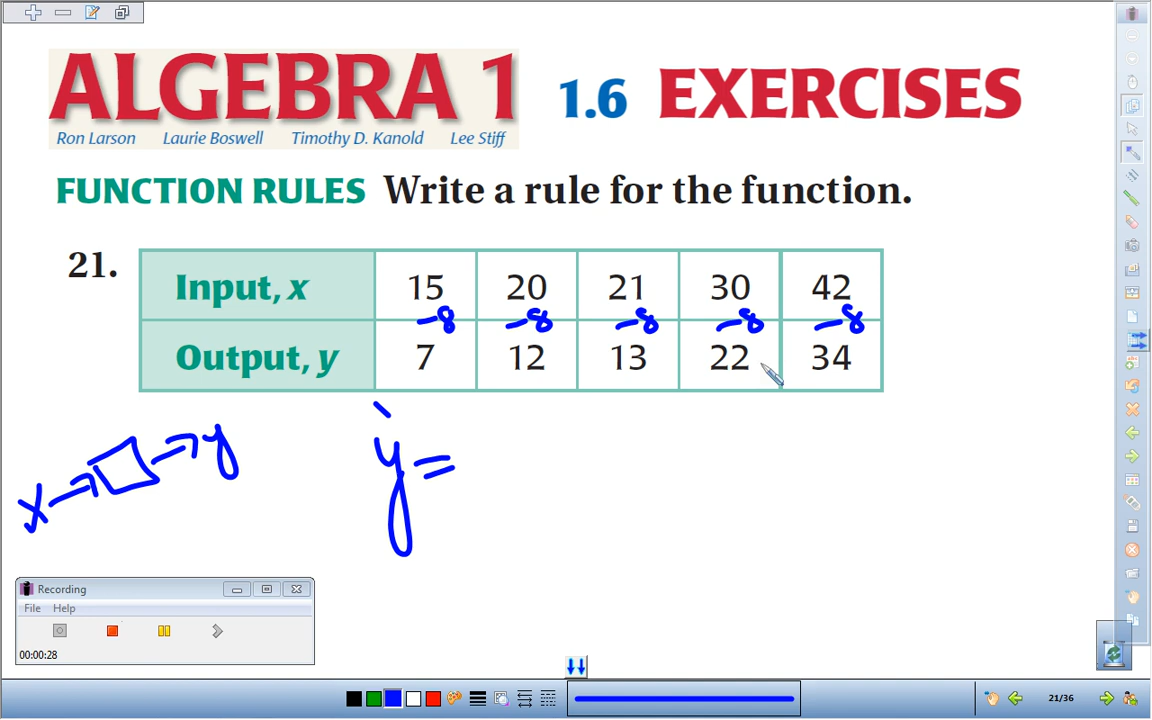 ALGEBRA 1 1.6 EXERCISES
Ron Larson Laurie Boswell Timothy D. Kanold Lee Stiff
FUNCTION RULES Write a rule for the function.
21.
Input, x 15 20 21 30 42
-8 -8 -8 -8 -8
Output, y 7 12 13 22 34
x y
y =
Recording
File Help
00:00:28
21/36